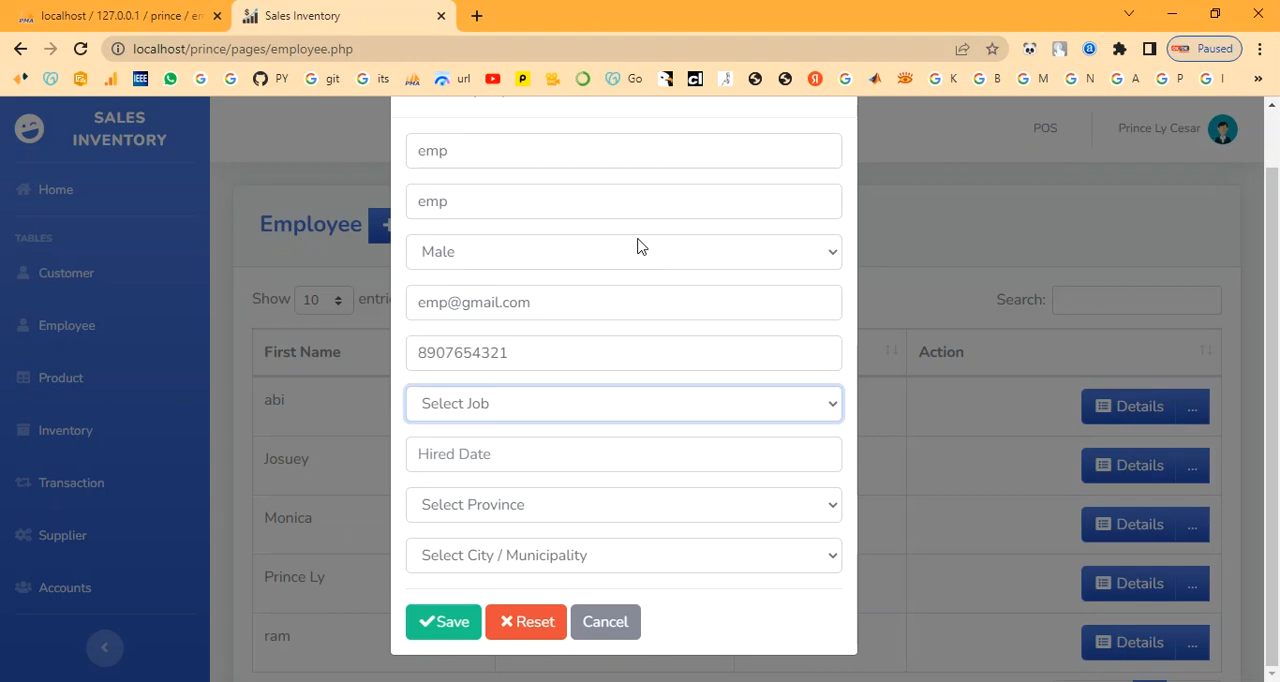 localhost / 127.0.0.1 / prince / em
Sales Inventory
localhost/prince/pages/employee.php
Paused
PY
git
its
url
Go
K
B
M
N
A
P
I
SALES
INVENTORY
POS
Prince Ly Cesar
Home
TABLES
Customer
Employee
Product
Inventory
Transaction
Supplier
Accounts
Employee
Show 10 entri
Search:
First Name
Action
abi
Details ...
Josuey
Details ...
Monica
Details ...
Prince Ly
Details ...
ram
Details ...
emp
emp
Male
emp@gmail.com
8907654321
Select Job
Hired Date
Select Province
Select City / Municipality
Save
Reset
Cancel